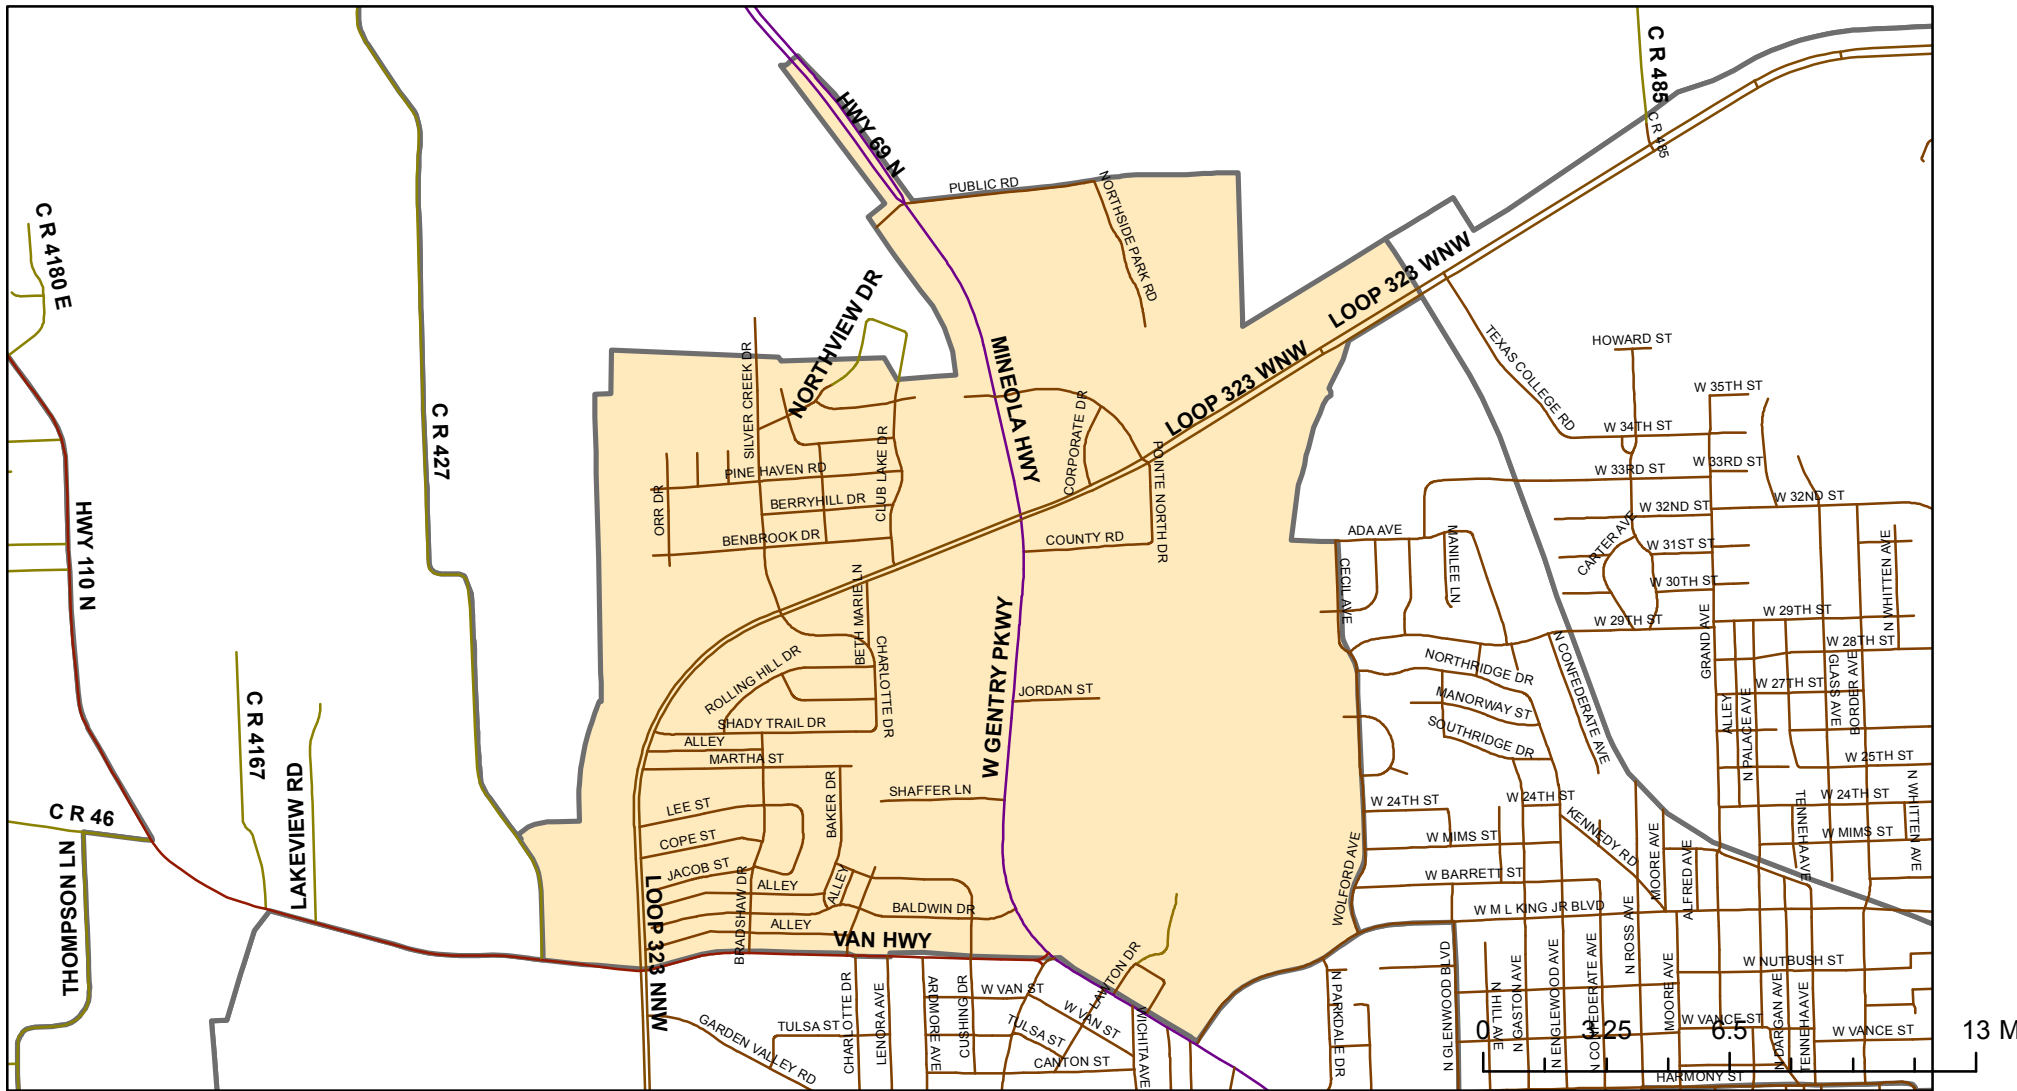 C R 485
C R 485
HWY 69 N
PUBLIC RD
NORTHSIDE PARK RD
C R 4180 E
LOOP 323 WNW
NORTHVIEW DR
SILVER CREEK DR
MINEOLA HWY
LOOP 323 WNW
TEXAS COLLEGE RD
HOWARD ST
W 35TH ST
CORPORATE DR
C R 427
W 34TH ST
CLUB LAKE DR
POINTE NORTH DR
PINE HAVEN RD
W 33RD ST
W 33RD ST
ORR DR
BERRYHILL DR
W 32ND ST
W 32ND ST
HWY 110 N
BENBROOK DR
COUNTY RD
ADA AVE
MANILEE LN
CARTER AVE
W 31ST ST
N WHITTEN AVE
BETH MARIE LN
CECIL AVE
W 30TH ST
W 29TH ST
W 29TH ST
GRAND AVE
CHARLOTTE DR
W GENTRY PKWY
ROLLING HILL DR
NORTHRIDGE DR
N CONFEDERATE AVE
W 28TH ST
GLASS AVE
BORDER AVE
C R 4167
JORDAN ST
MANORWAY ST
W 27TH ST
SHADY TRAIL DR
SOUTHRIDGE DR
ALLEY
N PALACE AVE
ALLEY
MARTHA ST
W 25TH ST
LAKEVIEW RD
BAKER DR
SHAFFER LN
W 24TH ST
W 24TH ST
W 24TH ST
N WHITTEN AVE
LEE ST
C R 46
KENNEDY RD
TENNEHA AVE
COPE ST
W MIMS ST
W MIMS ST
MOORE AVE
ALFRED AVE
THOMPSON LN
JACOB ST
WOLFORD AVE
W BARRETT ST
BRADSHAW DR
ALLEY
ALLEY
LOOP 323 NNW
BALDWIN DR
W M L KING JR BLVD
ALLEY
VAN HWY
N ROSS AVE
LAWTON DR
W NUTBUSH ST
CHARLOTTE DR
LENORA AVE
ARDMORE AVE
CUSHING DR
W VAN ST
W VAN ST
WICHITA AVE
N PARKDALE DR
N GLENWOOD BLVD
N HILL AVE
N GASTON AVE
N ENGLEWOOD AVE
N CONFEDERATE AVE
MOORE AVE
N DARGAN AVE
TENNEHA AVE
GARDEN VALLEY RD
TULSA ST
TULSA ST
W VANCE ST
W VANCE ST
CANTON ST
HARMONY ST
0 3.25 6.5 13 M